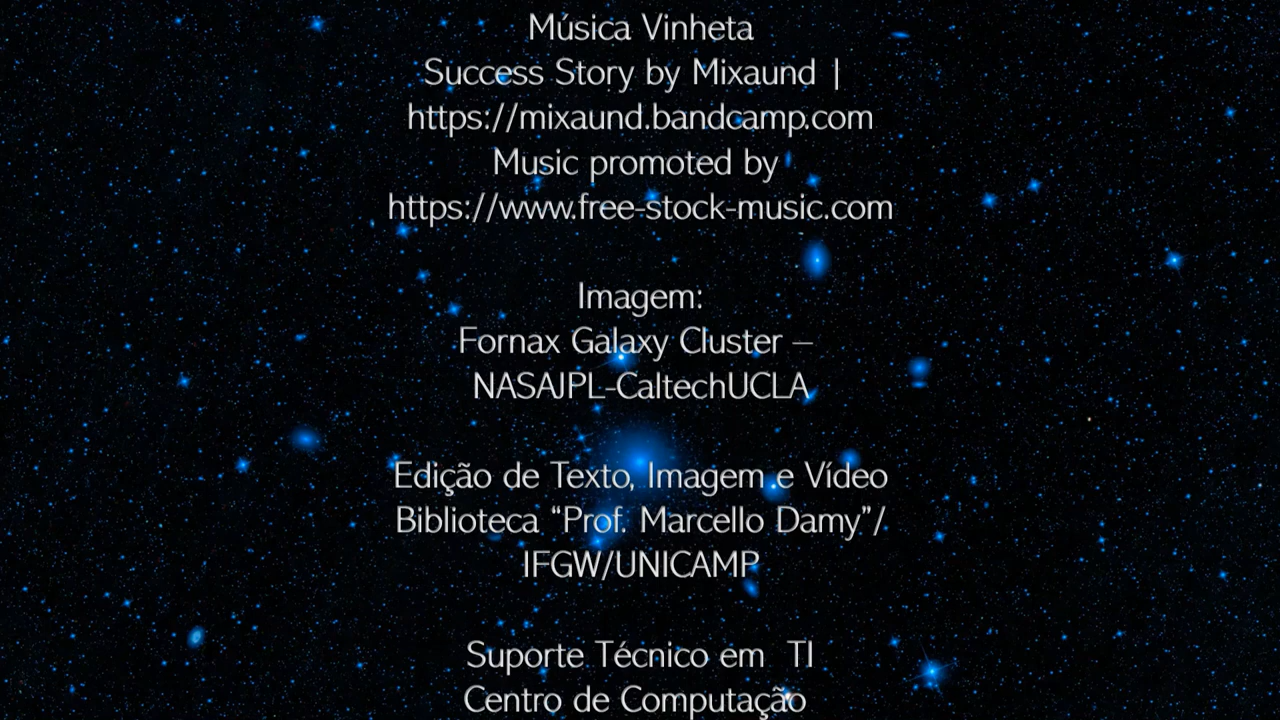 Música Vinheta
Success Story by Mixaund |
https://mixaund.bandcamp.com
Music promoted by
https://www.free-stock-music.com
Imagem:
Fornax Galaxy Cluster –
NASAJPL-CaltechUCLA
Edição de Texto, Imagem e Vídeo
Biblioteca “Prof. Marcello Damy”/
IFGW/UNICAMP
Suporte Técnico em TI
Centro de Computação